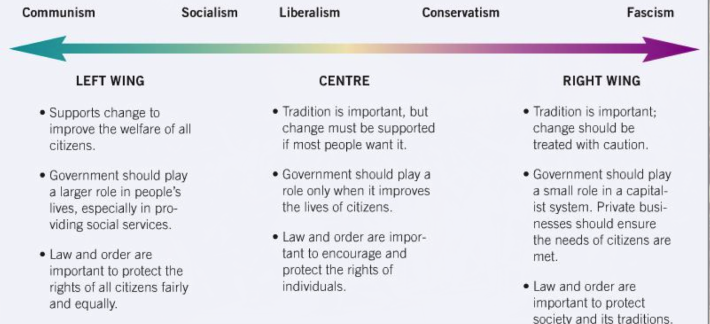 Communism Socialism Liberalism Conservatism Fascism
LEFT WING
• Supports change to
improve the welfare of all
citizens.
• Government should play
a larger role in people's
lives, especially in pro-
viding social services.
• Law and order are
important to protect the
rights of all citizens fairly
and equally.
CENTRE
• Tradition is important, but
change must be supported
if most people want it.
• Government should play a
role only when it improves
the lives of citizens.
• Law and order are impor-
tant to encourage and
protect the rights of
individuals.
RIGHT WING
• Tradition is important;
change should be
treated with caution.
• Government should play
a small role in a capital-
ist system. Private busi-
nesses should ensure
the needs of citizens are
met.
• Law and order are
important to protect
society and its traditions.